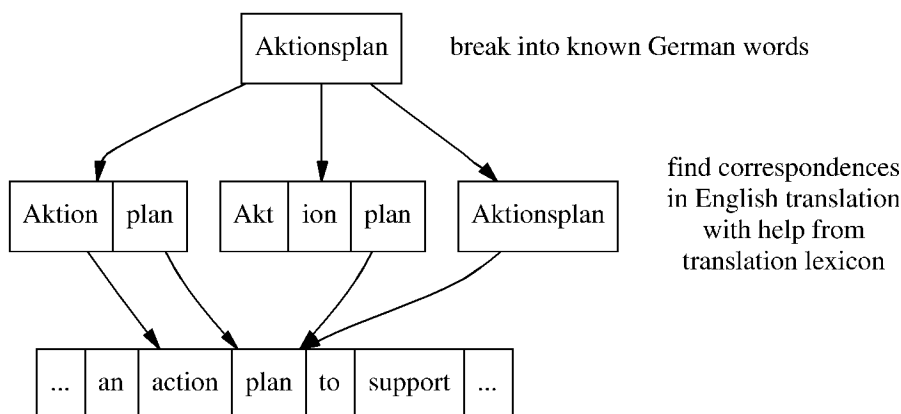 Aktionsplan
break into known German words
Aktion plan
Akt ion plan
Aktionsplan
find correspondences
in English translation
with help from
translation lexicon
... an action plan to support ...